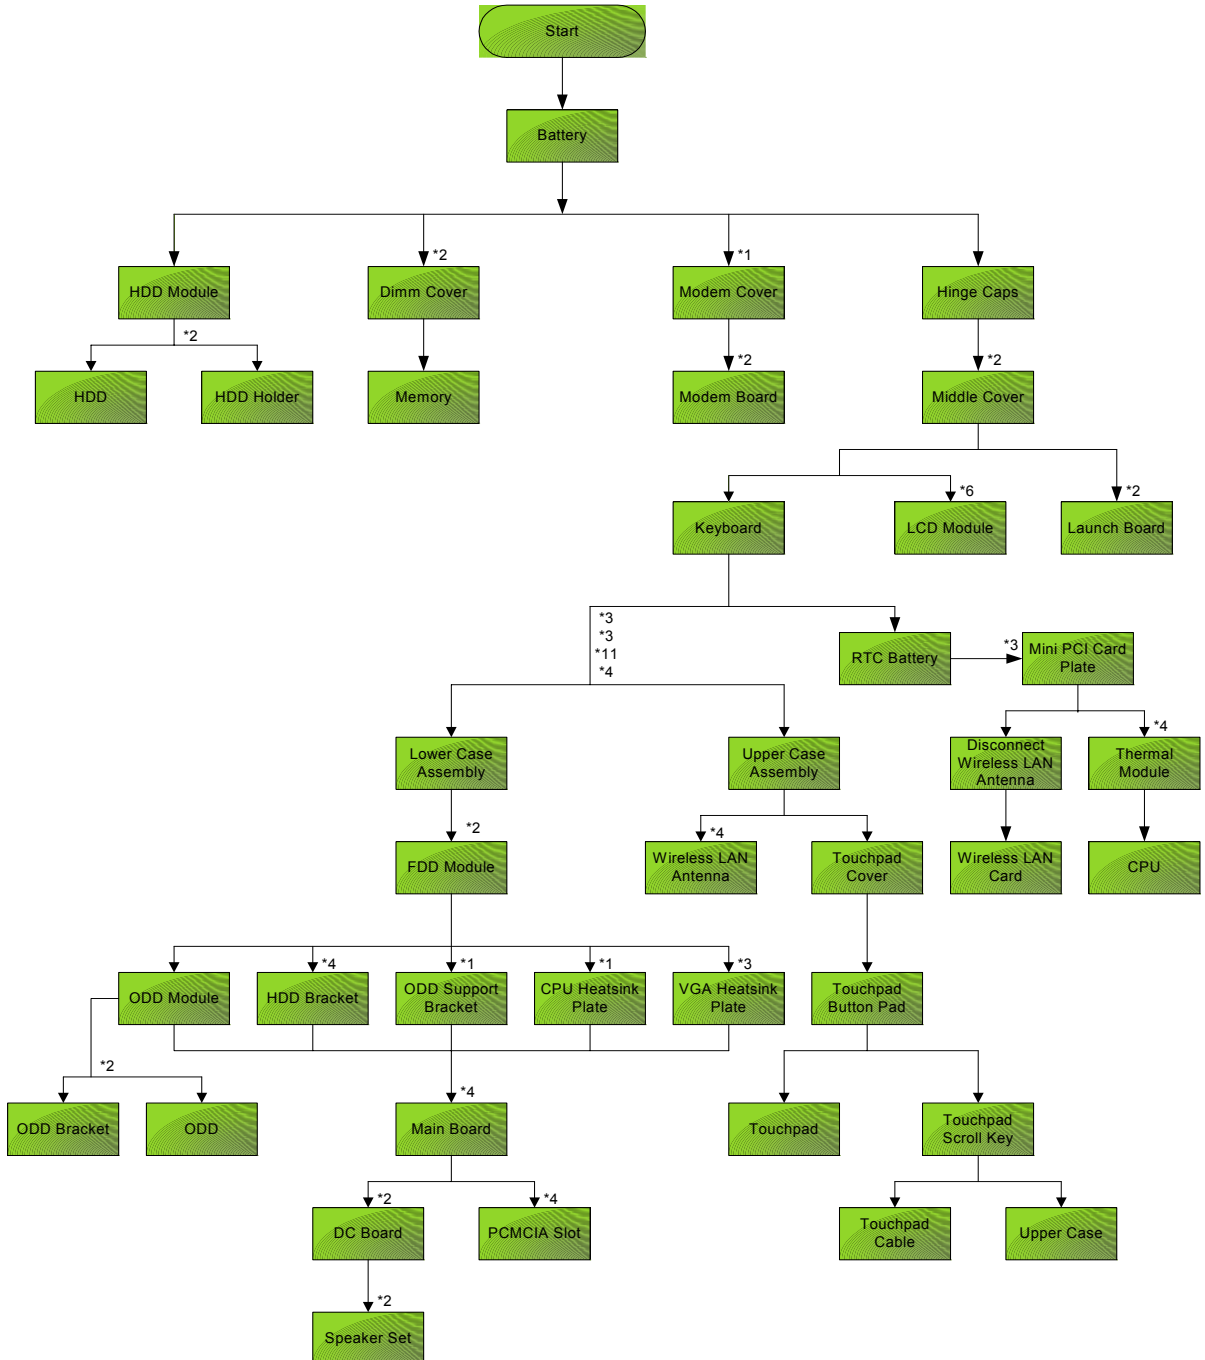 Start
Battery
*2
*1
HDD Module
Dimm Cover
Modem Cover
Hinge Caps
*2
*2
*2
HDD
HDD Holder
Memory
Modem Board
Middle Cover
*6
*2
Keyboard
LCD Module
Launch Board
*3
*3
*11
*4
RTC Battery
*3
Mini PCI Card
Plate
*4
Lower Case
Assembly
Upper Case
Assembly
Disconnect
Wireless LAN
Antenna
Thermal
Module
*2
*4
FDD Module
Wireless LAN
Antenna
Touchpad
Cover
Wireless LAN
Card
CPU
*4
*1
*1
*3
ODD Module
HDD Bracket
ODD Support
Bracket
CPU Heatsink
Plate
VGA Heatsink
Plate
Touchpad
Button Pad
*2
*4
ODD Bracket
ODD
Main Board
Touchpad
Touchpad
Scroll Key
*2
*4
DC Board
PCMCIA Slot
Touchpad
Cable
Upper Case
*2
Speaker Set